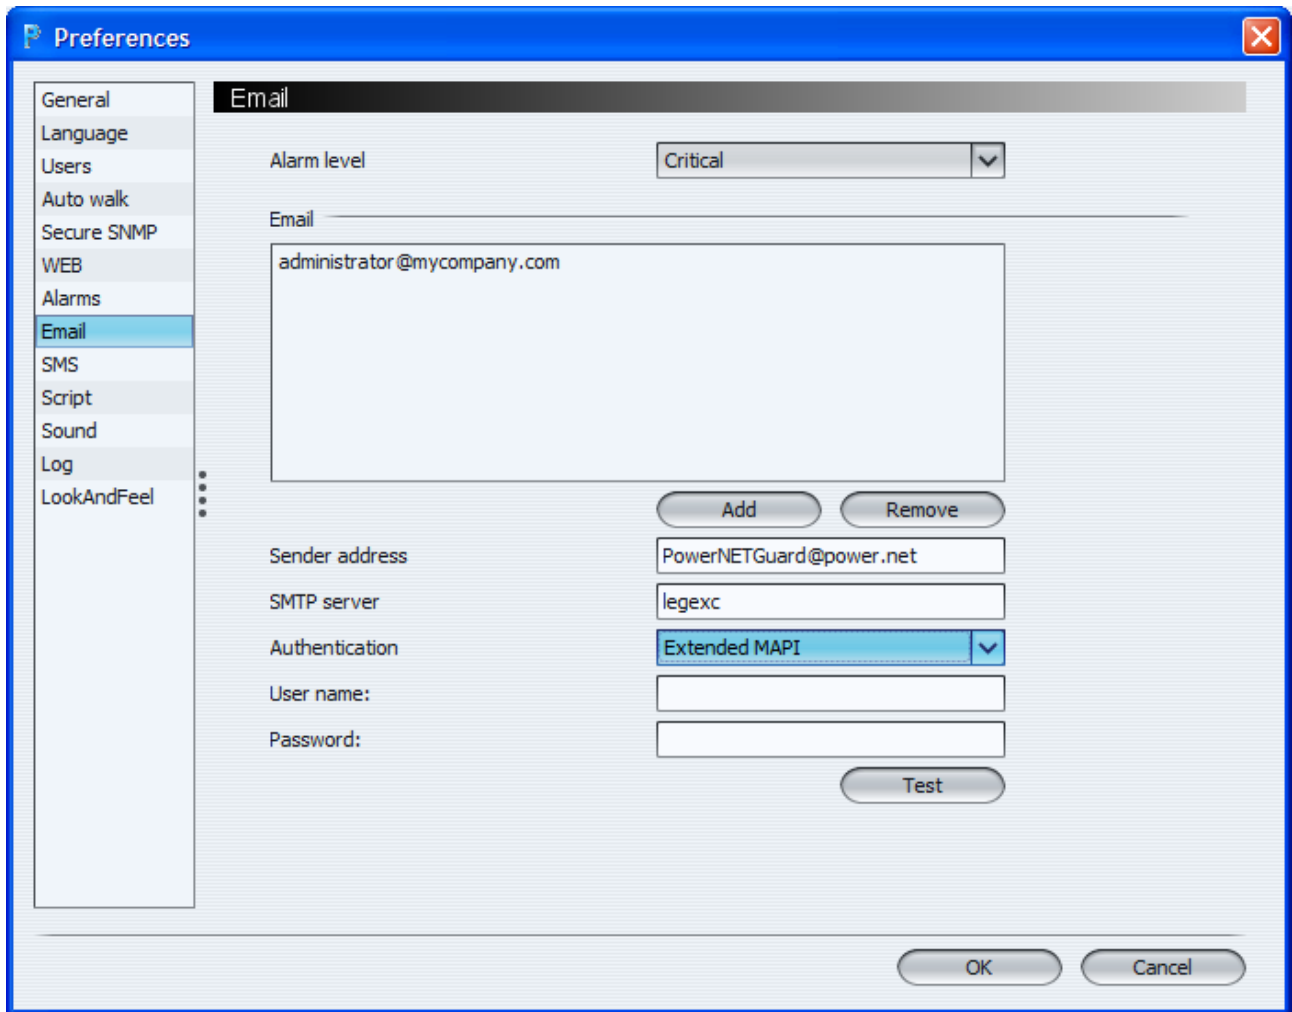 Preferences
General
Language
Users
Auto walk
Secure SNMP
WEB
Alarms
Email
SMS
Script
Sound
Log
LookAndFeel
Email
Alarm level Critical
Email
administrator@mycompany.com
Add Remove
Sender address PowerNETGuard@power.net
SMTP server legexc
Authentication Extended MAPI
User name:
Password:
Test
OK Cancel